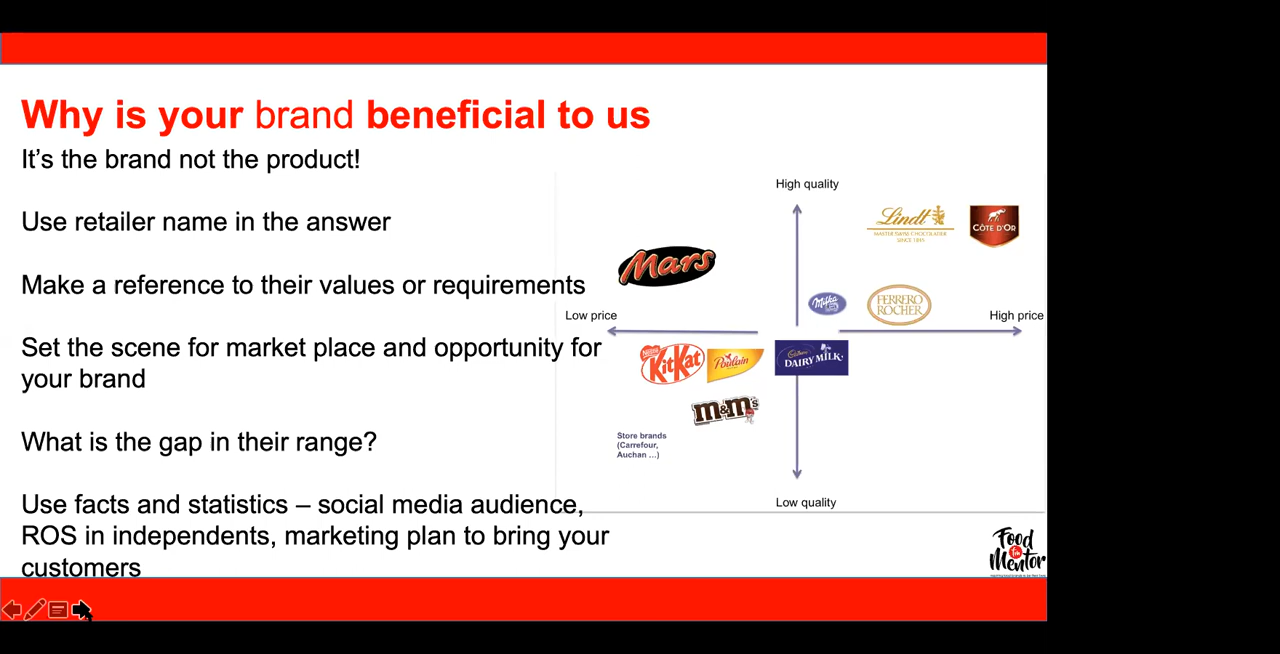 Why is your brand beneficial to us
It's the brand not the product!
Use retailer name in the answer
Make a reference to their values or requirements
Set the scene for market place and opportunity for
your brand
What is the gap in their range?
Use facts and statistics – social media audience,
ROS in independents, marketing plan to bring your
customers
High quality
Lindt
MASTER SWISS CHOCOLATIER
SINCE 1845
CÔTE D'OR
Mars
Milka
FERRERO
ROCHER
Low price
High price
Nestlé
KitKat
Poulain
Cadbury
DAIRY MILK
m&m's
Store brands
(Carrefour,
Auchan ...)
Low quality
Food
Mentor